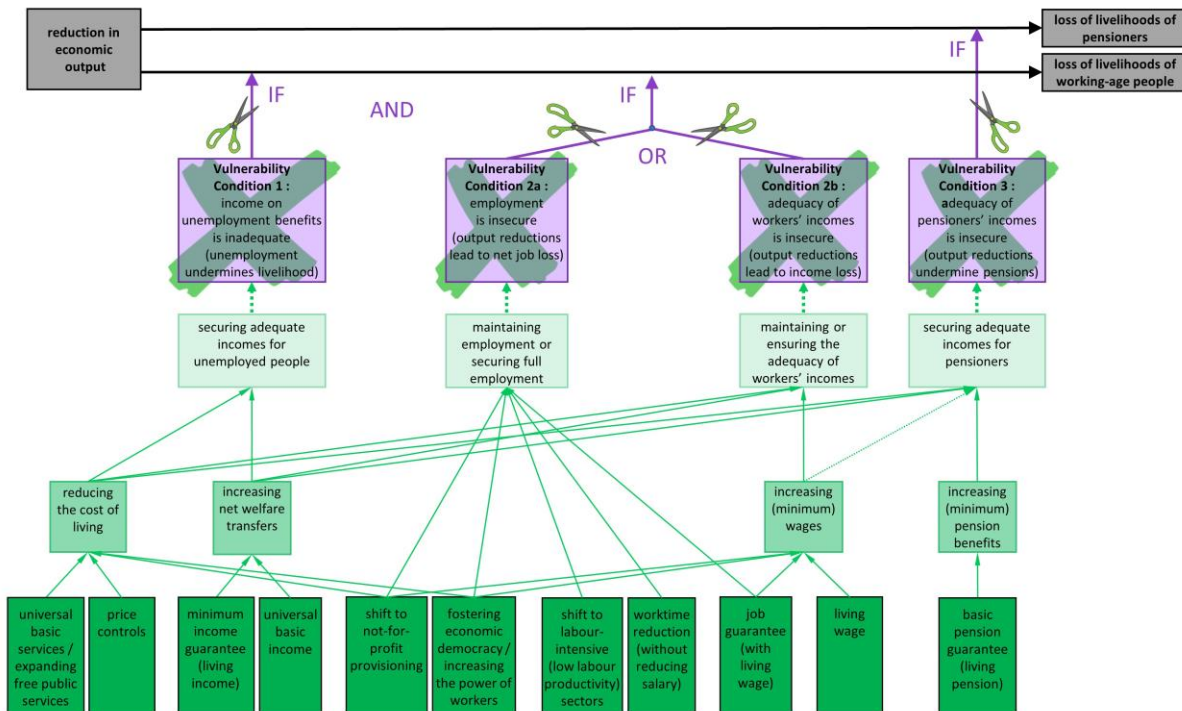 reduction in
economic
output
loss of livelihoods of
pensioners
loss of livelihoods of
working-age people
IF
AND
IF
OR
IF
Vulnerability
Condition 1 :
income on
unemployment benefits
is inadequate
(unemployment
undermines livelihood)
Vulnerability
Condition 2a :
employment
is insecure
(output reductions
lead to net job loss)
Vulnerability
Condition 2b :
adequacy of
workers' incomes
is insecure
(output reductions
lead to income loss)
Vulnerability
Condition 3 :
adequacy of
pensioners' incomes
is insecure
(output reductions
undermine pensions)
securing adequate
incomes for
unemployed people
maintaining
employment or
securing full
employment
maintaining or
ensuring the
adequacy of
workers' incomes
securing adequate
incomes for
pensioners
reducing
the cost of
living
increasing
net welfare
transfers
increasing
(minimum)
wages
increasing
(minimum)
pension
benefits
universal
basic
services /
expanding
free public
services
price
controls
minimum
income
guarantee
(living
income)
universal
basic
income
shift to
not-for-
profit
provisioning
fostering
economic
democracy /
increasing
the power of
workers
shift to
labour-
intensive
(low labour
productivity)
sectors
worktime
reduction
(without
reducing
salary)
job
guarantee
(with
living
wage)
living
wage
basic
pension
guarantee
(living
pension)